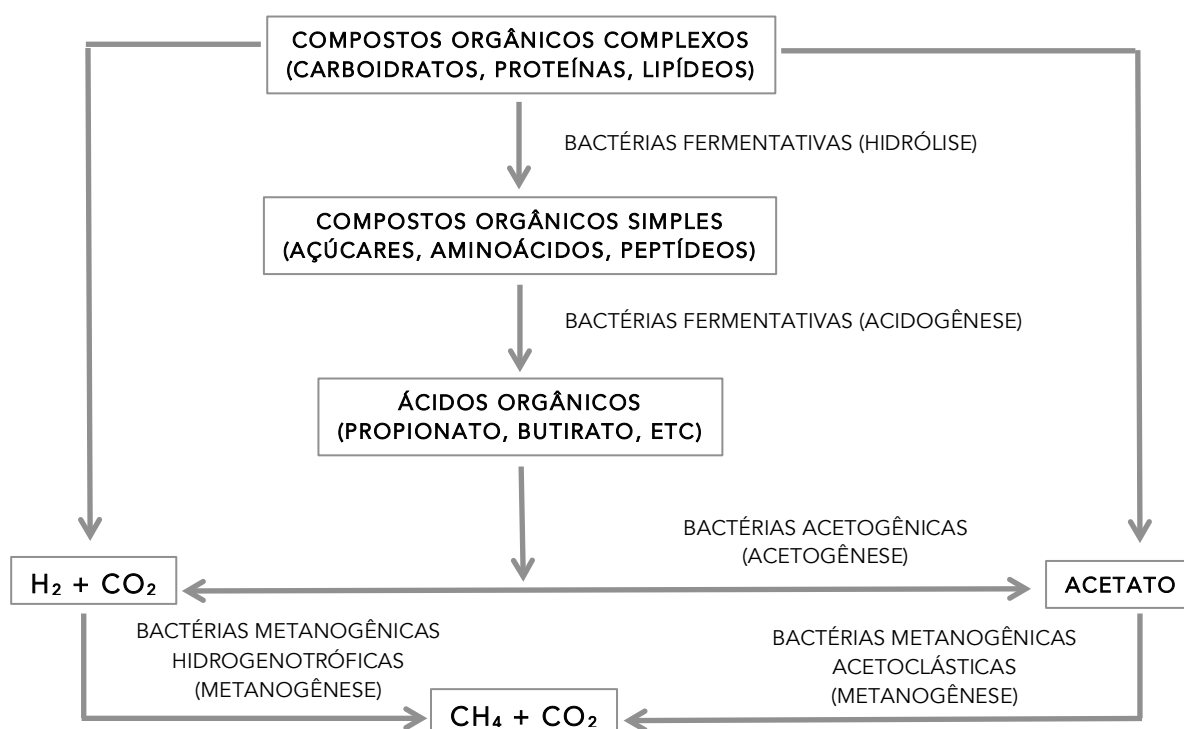 COMPOSTOS ORGÂNICOS COMPLEXOS
(CARBOIDRATOS, PROTEÍNAS, LIPÍDEOS)
BACTÉRIAS FERMENTATIVAS (HIDRÓLISE)
COMPOSTOS ORGÂNICOS SIMPLES
(AÇÚCARES, AMINOÁCIDOS, PEPTÍDEOS)
BACTÉRIAS FERMENTATIVAS (ACIDOGÊNESE)
ÁCIDOS ORGÂNICOS
(PROPIONATO, BUTIRATO, ETC)
BACTÉRIAS ACETOGÊNICAS
(ACETOGÊNESE)
H₂ + CO₂
ACETATO
BACTÉRIAS METANOGÊNICAS
HIDROGENOTRÓFICAS
(METANOGÊNESE)
BACTÉRIAS METANOGÊNICAS
ACETOCLÁSTICAS
(METANOGÊNESE)
CH₄ + CO₂